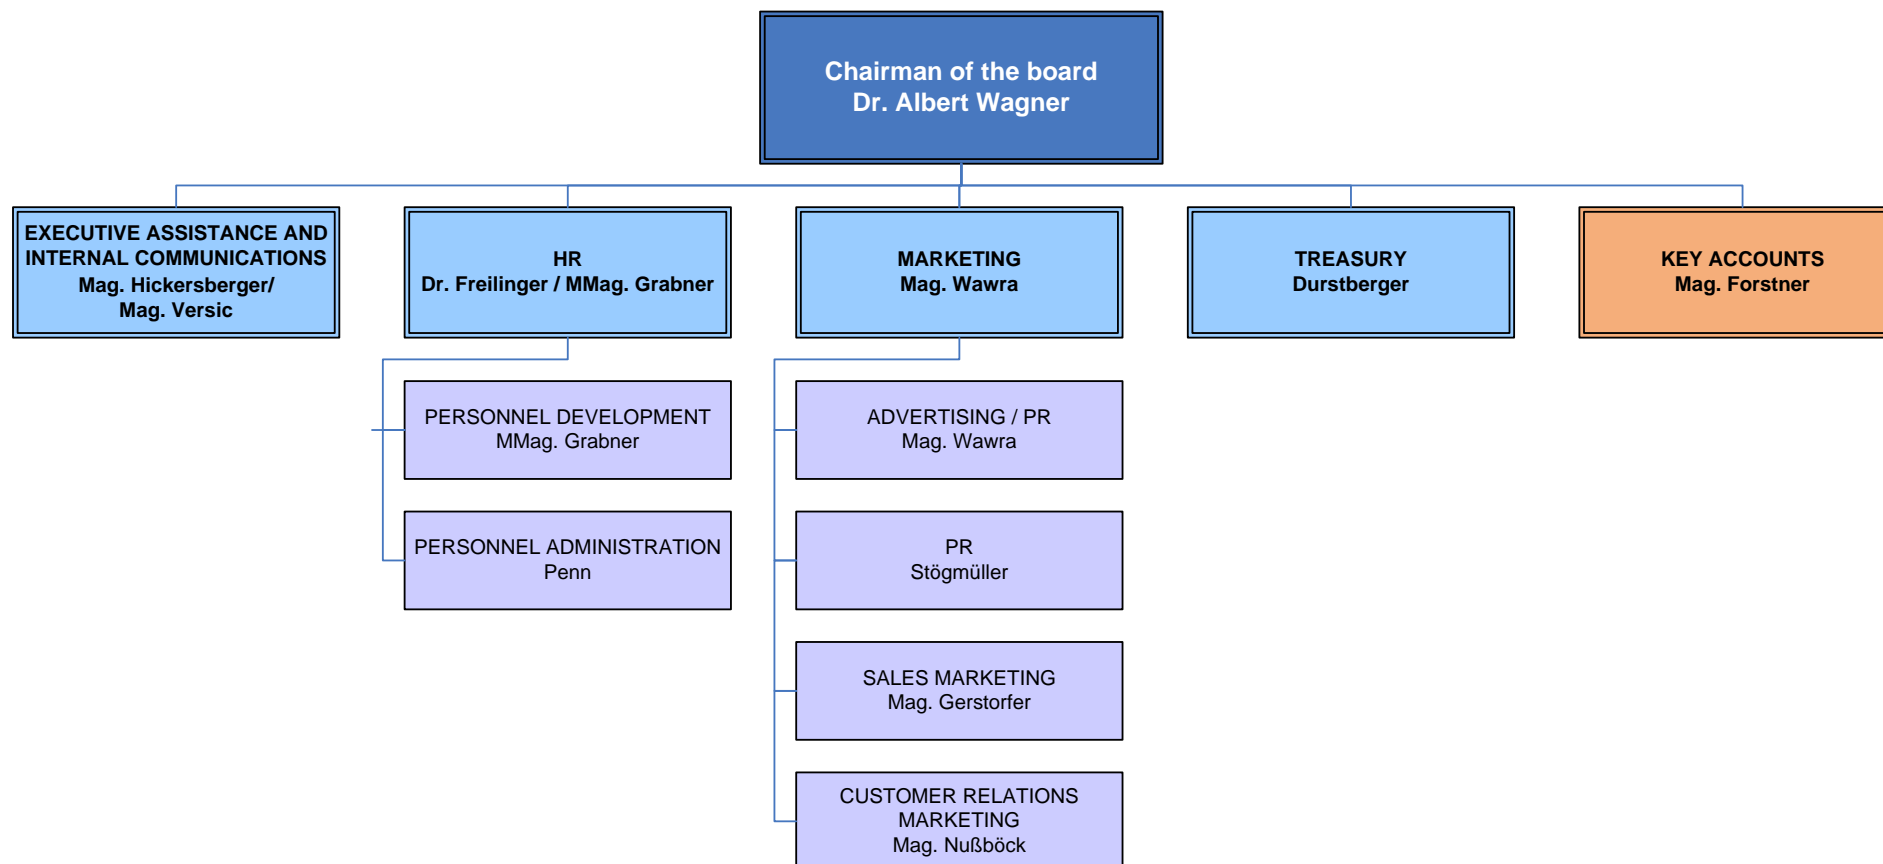 Chairman of the board
Dr. Albert Wagner
EXECUTIVE ASSISTANCE AND
INTERNAL COMMUNICATIONS
Mag. Hickersberger/
Mag. Versic
HR
Dr. Freilinger / MMag. Grabner
MARKETING
Mag. Wawra
TREASURY
Durstberger
KEY ACCOUNTS
Mag. Forstner
PERSONNEL DEVELOPMENT
MMag. Grabner
PERSONNEL ADMINISTRATION
Penn
ADVERTISING / PR
Mag. Wawra
PR
Stögmüller
SALES MARKETING
Mag. Gerstorfer
CUSTOMER RELATIONS
MARKETING
Mag. Nußböck